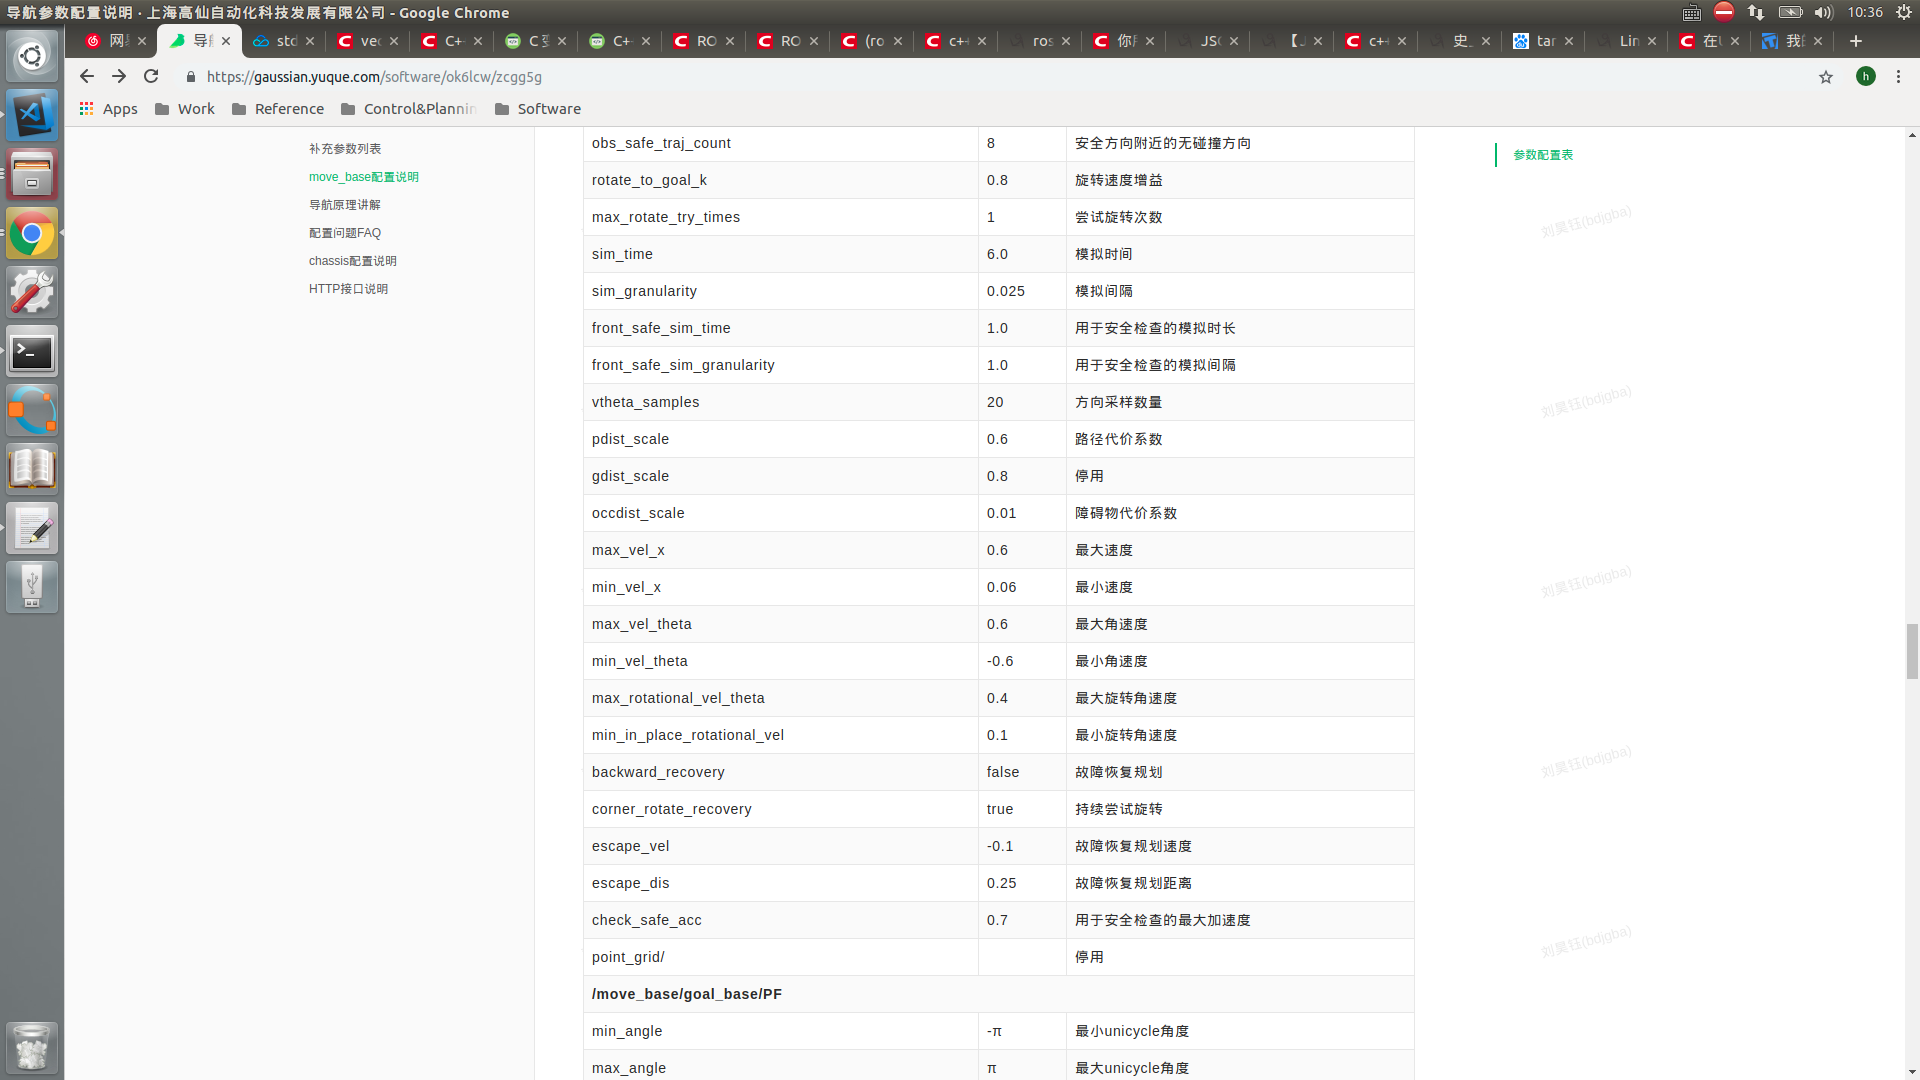 导航参数配置说明 · 上海高仙自动化科技发展有限公司 - Google Chrome
10:36
网
导
std
vec
C+
C
C+
RO
RO
(ro
c++
ros
你
JSO
【J
c++
史
tar
Lin
在
我
https://gaussian.yuque.com/software/ok6lcw/zcgg5g
h
Apps
Work
Reference
Control&Plannin
Software
补充参数列表
move_base配置说明
导航原理讲解
配置问题FAQ
chassis配置说明
HTTP接口说明
obs_safe_traj_count 8 安全方向附近的无碰撞方向
rotate_to_goal_k 0.8 旋转速度增益
max_rotate_try_times 1 尝试旋转次数
sim_time 6.0 模拟时间
sim_granularity 0.025 模拟间隔
front_safe_sim_time 1.0 用于安全检查的模拟时长
front_safe_sim_granularity 1.0 用于安全检查的模拟间隔
vtheta_samples 20 方向采样数量
pdist_scale 0.6 路径代价系数
gdist_scale 0.8 停用
occdist_scale 0.01 障碍物代价系数
max_vel_x 0.6 最大速度
min_vel_x 0.06 最小速度
max_vel_theta 0.6 最大角速度
min_vel_theta -0.6 最小角速度
max_rotational_vel_theta 0.4 最大旋转角速度
min_in_place_rotational_vel 0.1 最小旋转角速度
backward_recovery false 故障恢复规划
corner_rotate_recovery true 持续尝试旋转
escape_vel -0.1 故障恢复规划速度
escape_dis 0.25 故障恢复规划距离
check_safe_acc 0.7 用于安全检查的最大加速度
point_grid/ 停用
/move_base/goal_base/PF
min_angle -π 最小unicycle角度
max_angle π 最大unicycle角度
参数配置表
刘昊钰(bdjgba)
刘昊钰(bdjgba)
刘昊钰(bdjgba)
刘昊钰(bdjgba)
刘昊钰(bdjgba)